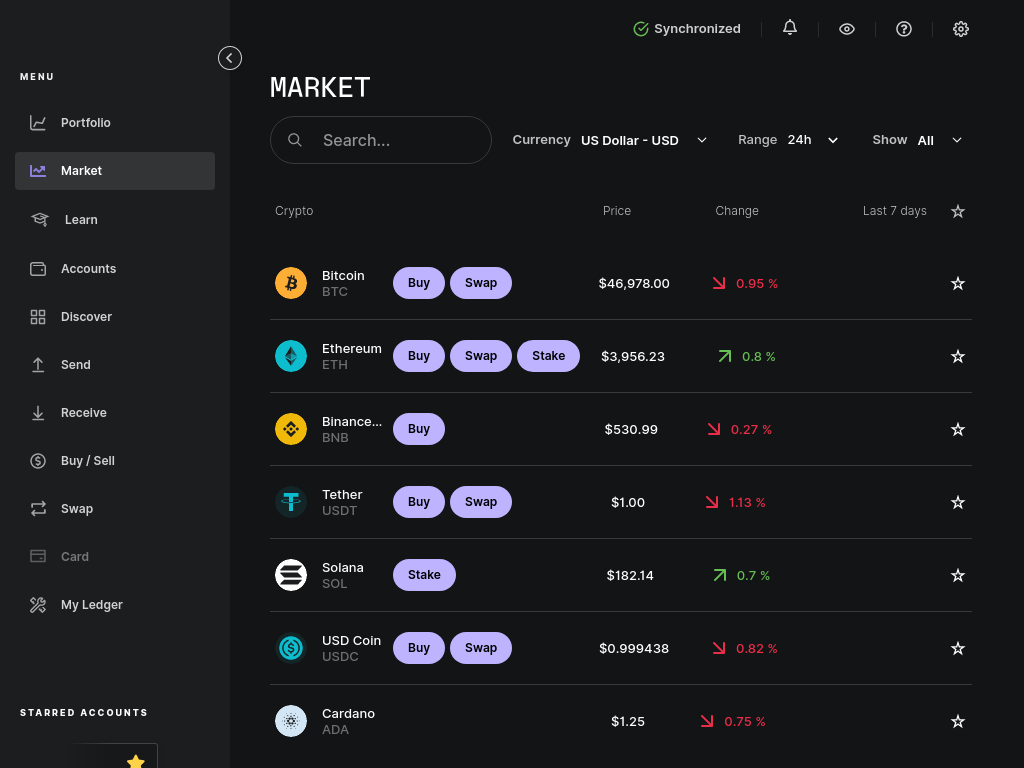 Synchronized
MENU
MARKET
Portfolio
Market
Learn
Accounts
Discover
Send
Receive
Buy / Sell
Swap
Card
My Ledger
STARRED ACCOUNTS
Search...
Currency US Dollar - USD
Range 24h
Show All
Crypto Price Change Last 7 days
Bitcoin
BTC
Buy Swap $46,978.00 0.95 %
Ethereum
ETH
Buy Swap Stake $3,956.23 0.8 %
Binance...
BNB
Buy $530.99 0.27 %
Tether
USDT
Buy Swap $1.00 1.13 %
Solana
SOL
Stake $182.14 0.7 %
USD Coin
USDC
Buy Swap $0.999438 0.82 %
Cardano
ADA
$1.25 0.75 %